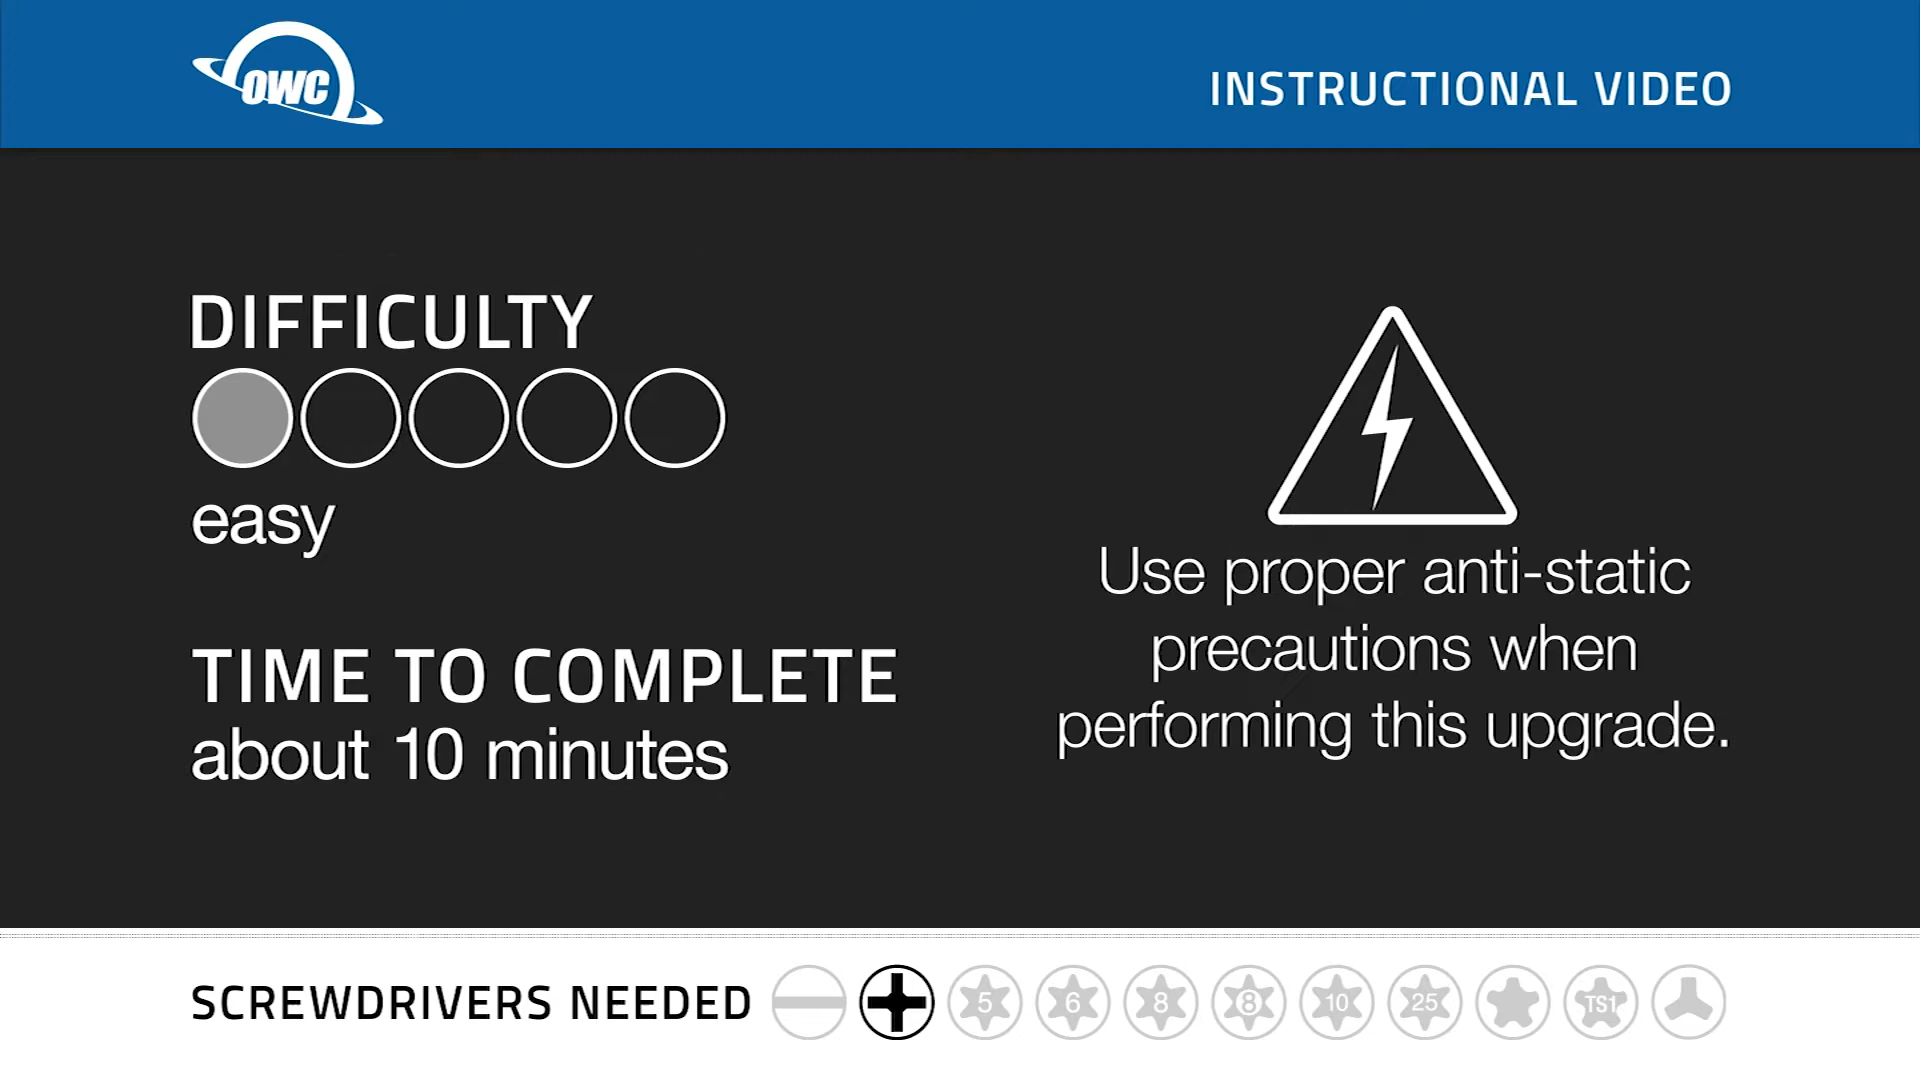 OWC
INSTRUCTIONAL VIDEO
DIFFICULTY
easy
TIME TO COMPLETE
about 10 minutes
Use proper anti-static
precautions when
performing this upgrade.
SCREWDRIVERS NEEDED
5 6 8 8 10 25 TS1